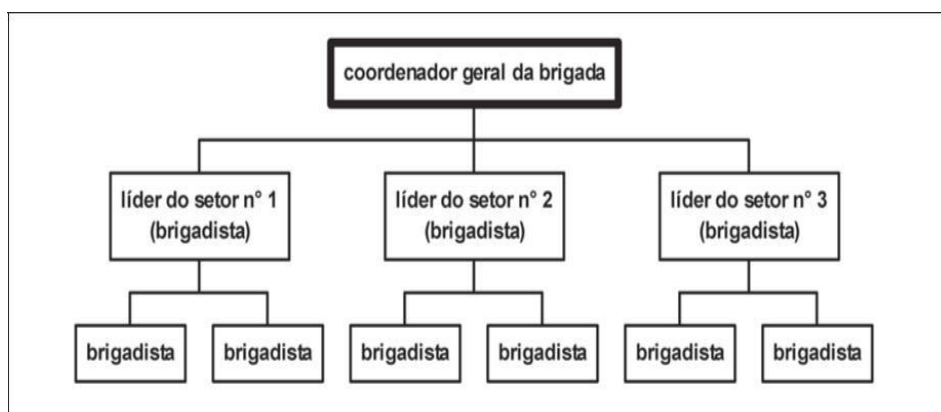 coordenador geral da brigada
líder do setor n° 1
(brigadista)
líder do setor n° 2
(brigadista)
líder do setor n° 3
(brigadista)
brigadista
brigadista
brigadista
brigadista
brigadista
brigadista